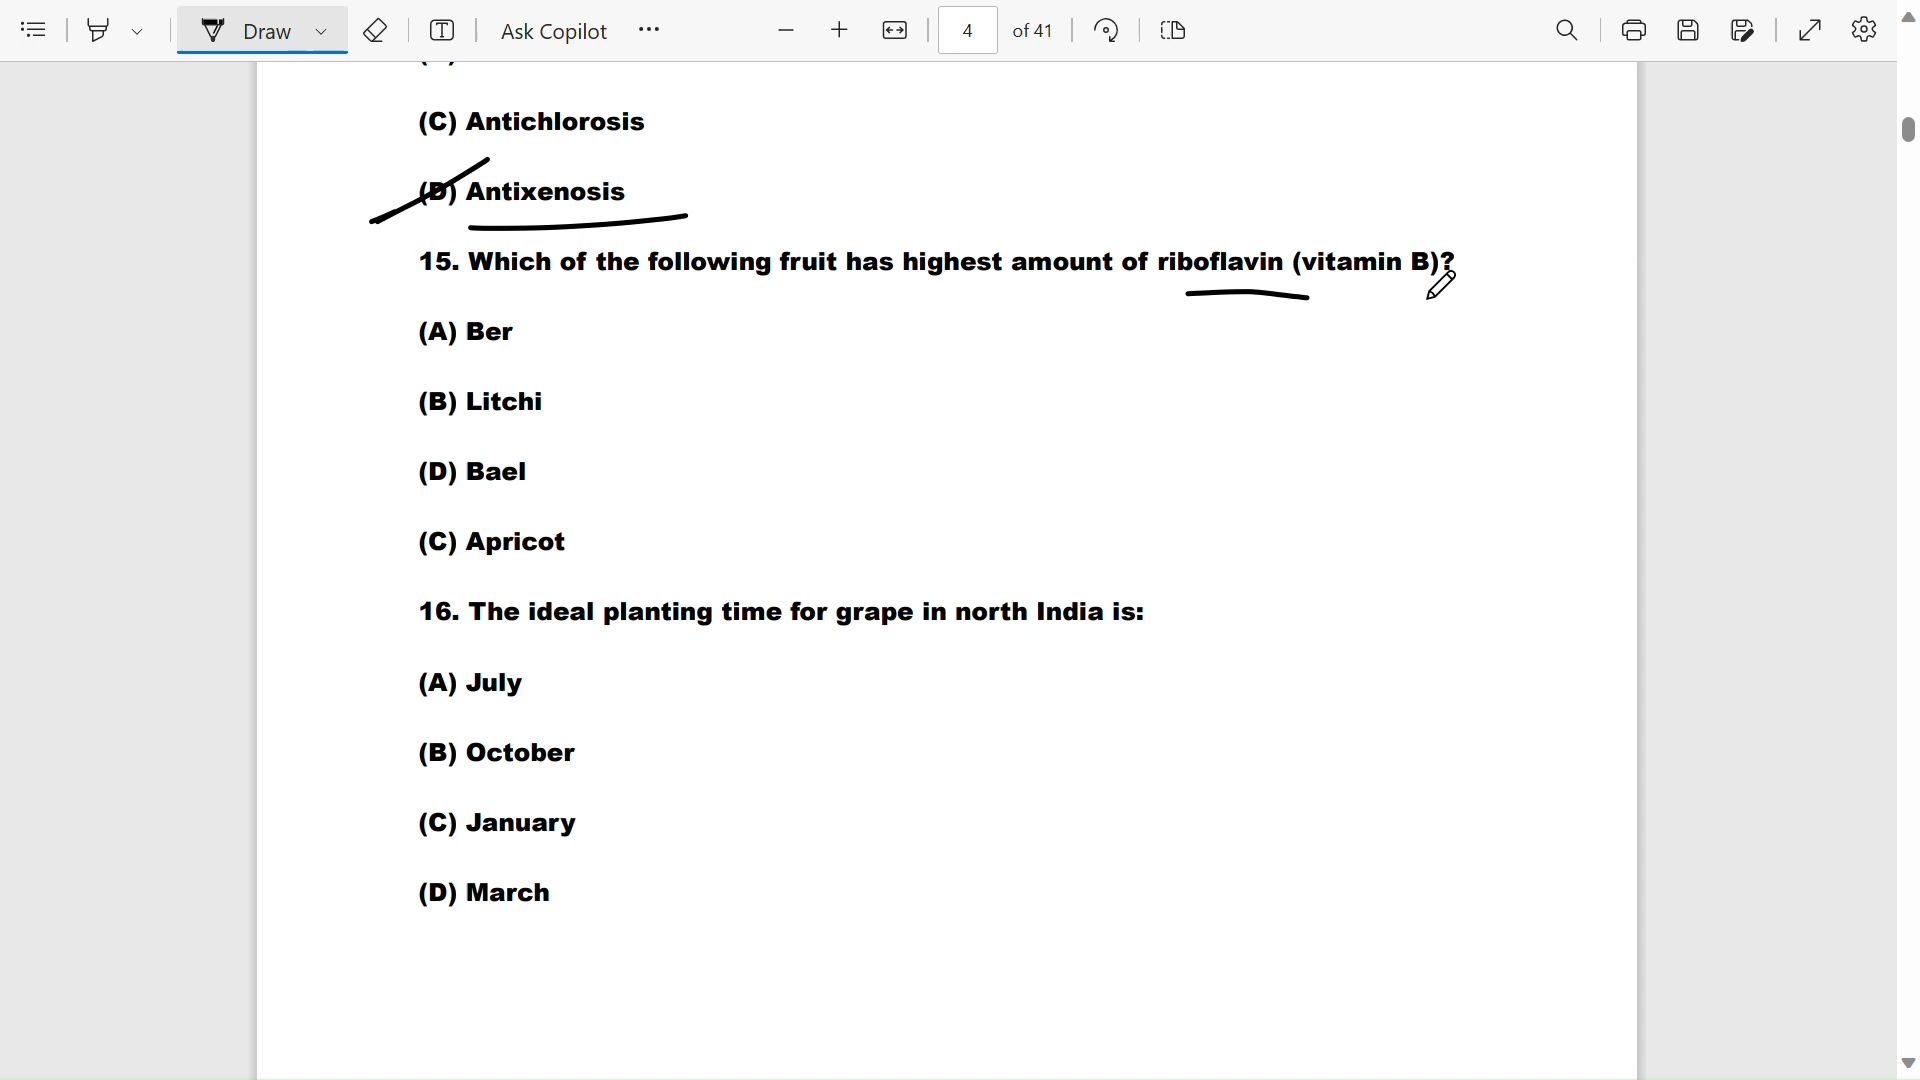 Draw
Ask Copilot
4 of 41
(C) Antichlorosis
(D) Antixenosis
15. Which of the following fruit has highest amount of riboflavin (vitamin B)?
(A) Ber
(B) Litchi
(D) Bael
(C) Apricot
16. The ideal planting time for grape in north India is:
(A) July
(B) October
(C) January
(D) March